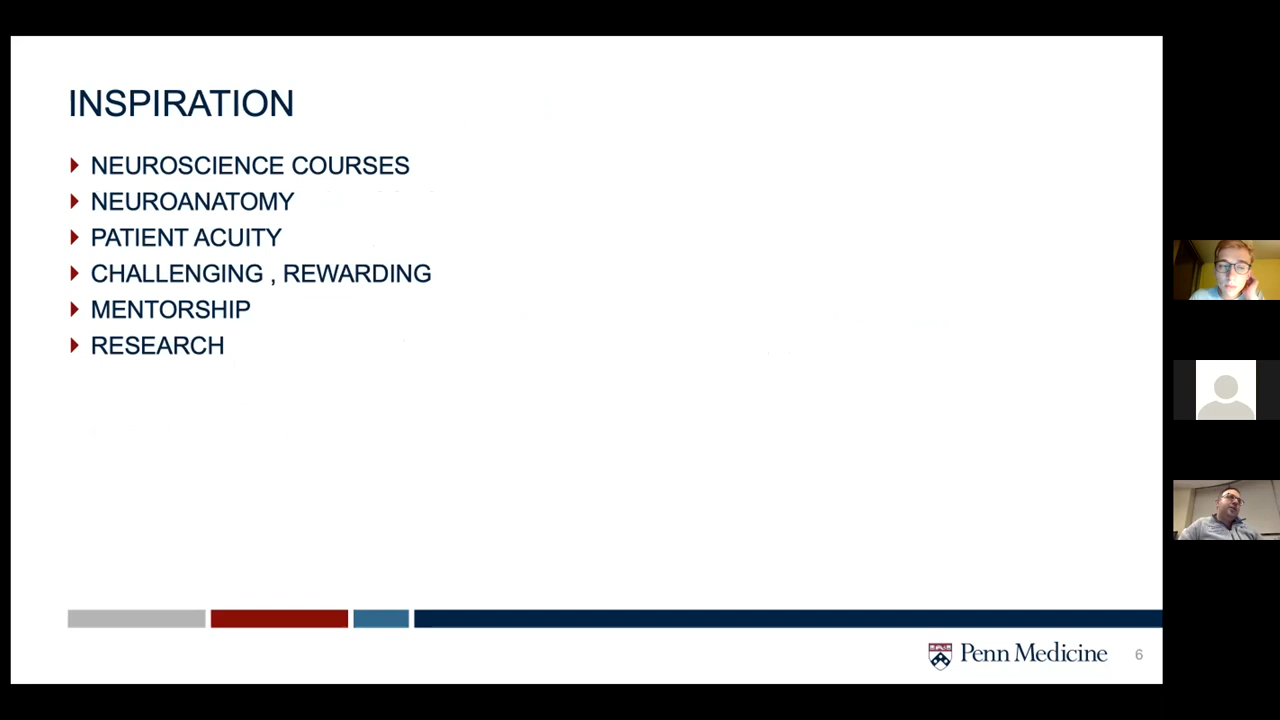 INSPIRATION
NEUROSCIENCE COURSES
NEUROANATOMY
PATIENT ACUITY
CHALLENGING , REWARDING
MENTORSHIP
RESEARCH
Penn Medicine
6